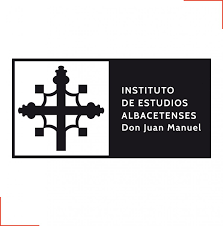 INSTITUTO
DE ESTUDIOS
ALBACETENSES
Don Juan Manuel